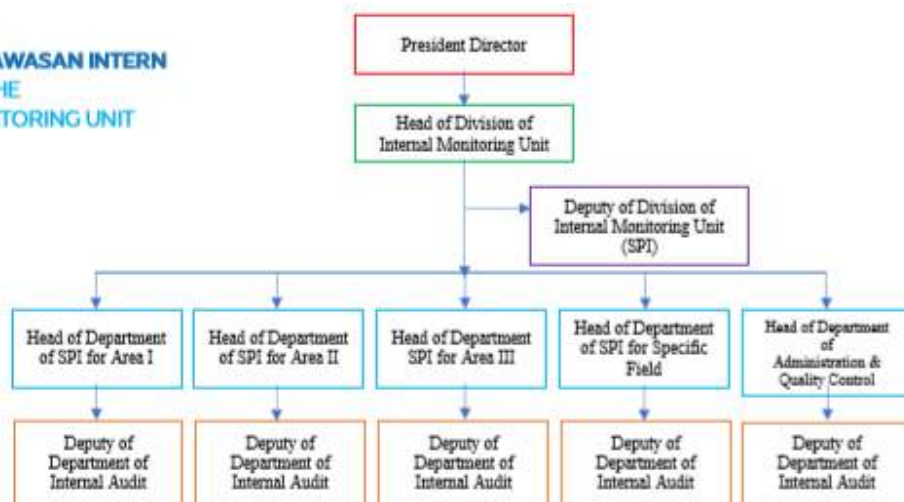 AWASAN INTERN
HE
TORING UNIT
President Director
Head of Division of
Internal Monitoring Unit
Deputy of Division of
Internal Monitoring Unit
(SPI)
Head of Department
of SPI for Area I
Head of Department
of SPI for Area II
Head of Department
SPI for Area III
Head of Department
of SPI for Specific
Field
Head of Department
of
Administration &
Quality Control
Deputy of
Department of
Internal Audit
Deputy of
Department of
Internal Audit
Deputy of
Department of
Internal Audit
Deputy of
Department of
Internal Audit
Deputy of
Department of
Internal Audit